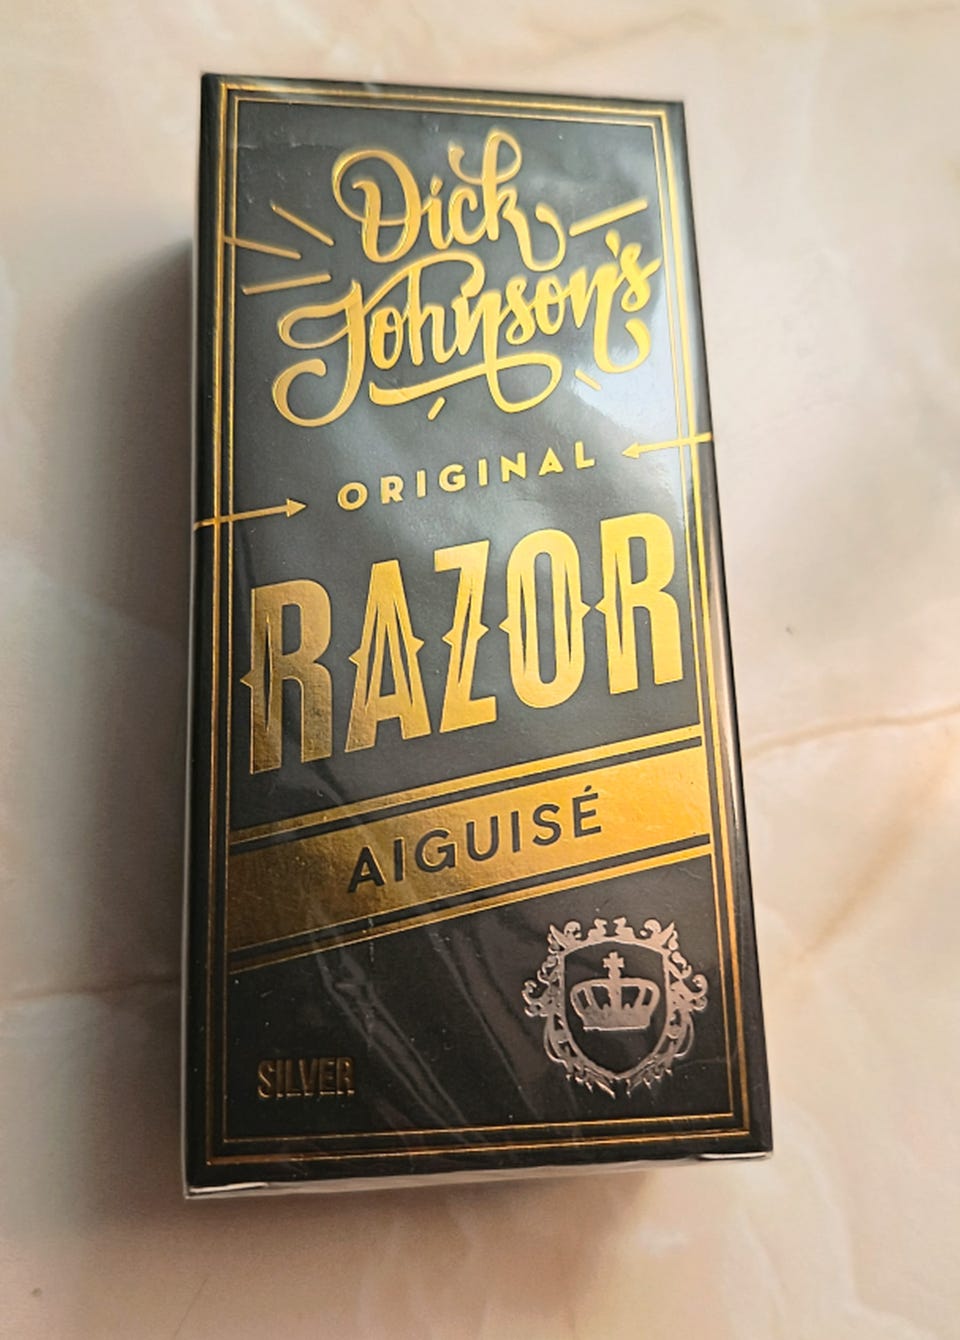 Dick
Johnson's
ORIGINAL
RAZOR
AIGUISÉ
SILVER